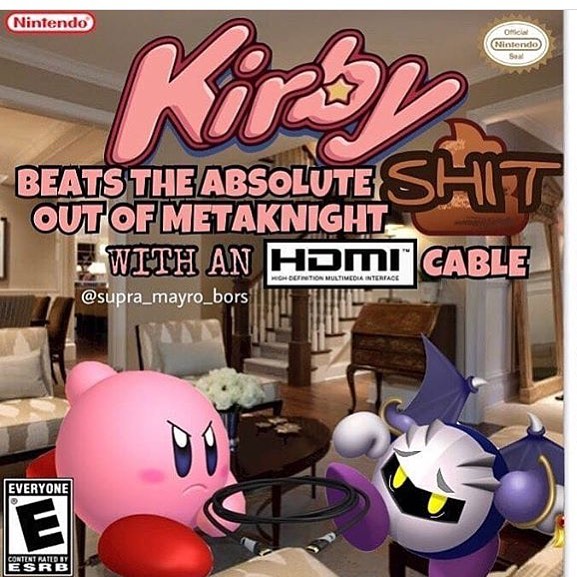 Nintendo
Official
Nintendo
Seal
Kirby
BEATS THE ABSOLUTE SHIT
OUT OF METAKNIGHT
WITH AN HDMI™ CABLE
HIGH-DEFINITION MULTIMEDIA INTERFACE
@supra_mayro_bors
EVERYONE
E
®
CONTENT RATED BY
ESRB